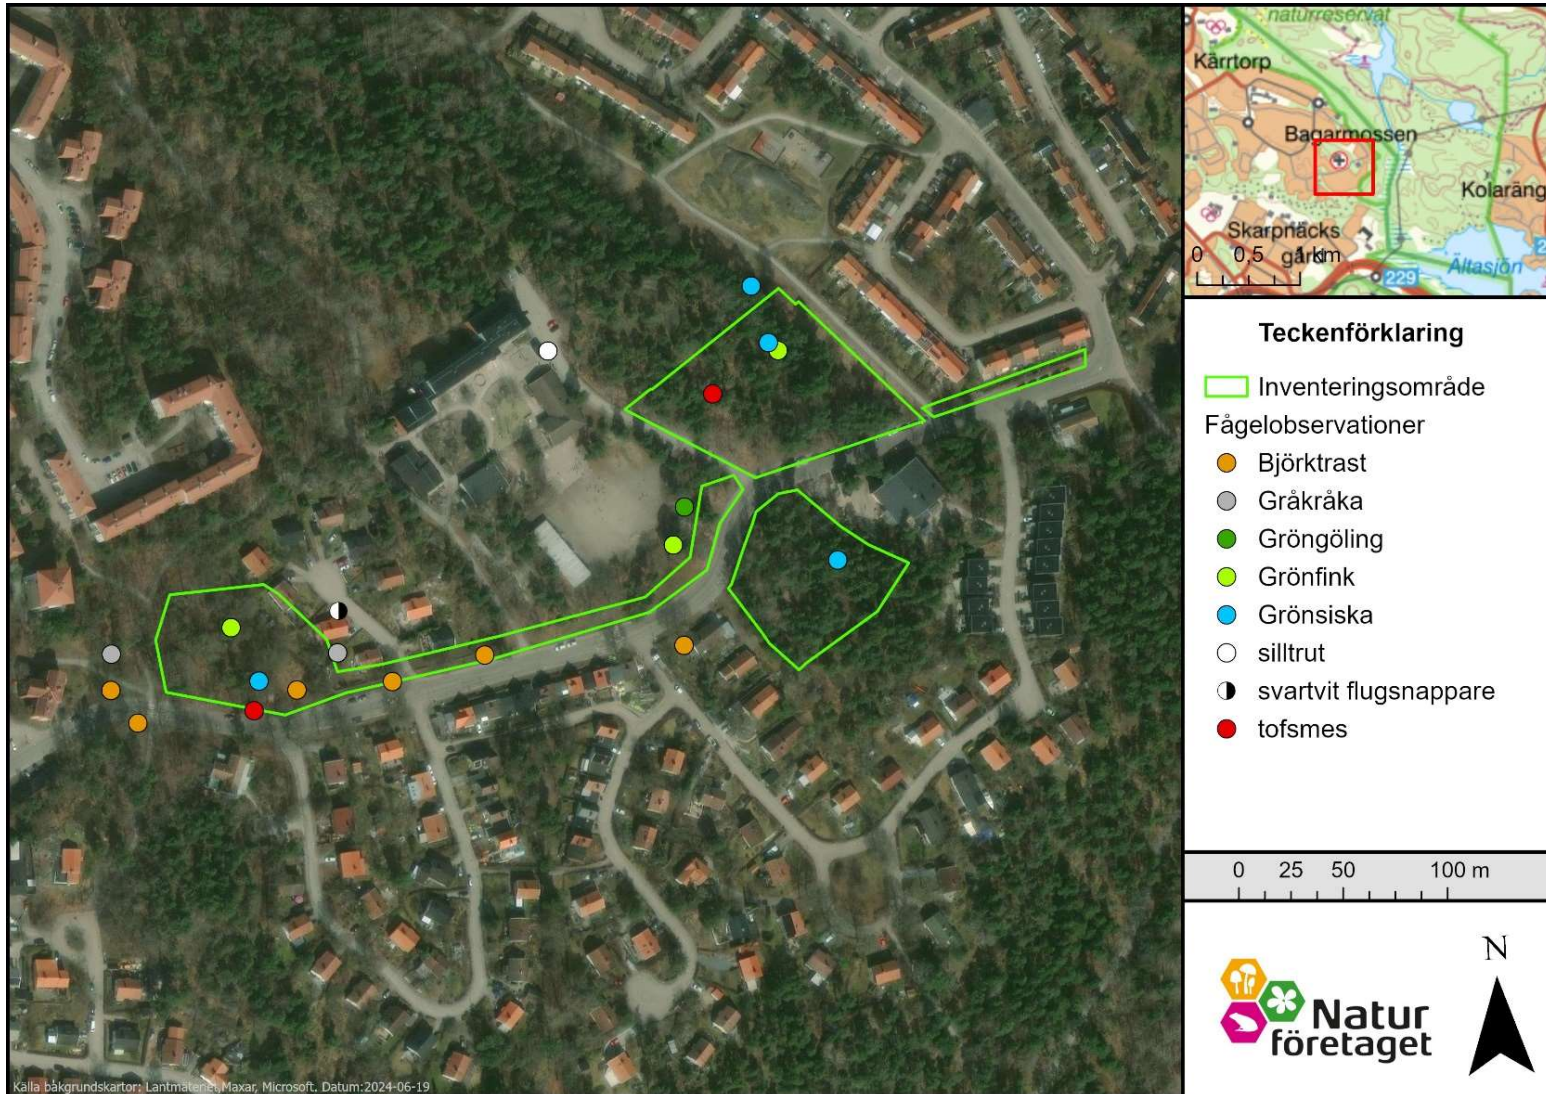 naturreservat
Kärrtorp
Bagarmossen
Kolaräng
Skarpnäcks
gård
0 0,5 1 km
229
Ältasjön
2
Teckenförklaring
Inventeringsområde
Fågelobservationer
Björktrast
Gråkråka
Gröngöling
Grönfink
Grönsiska
silltrut
svartvit flugsnappare
tofsmes
0 25 50 100 m
N
Natur
företaget
Källa bakgrundskartor: Lantmäteriet,Maxar, Microsoft. Datum:2024-06-19